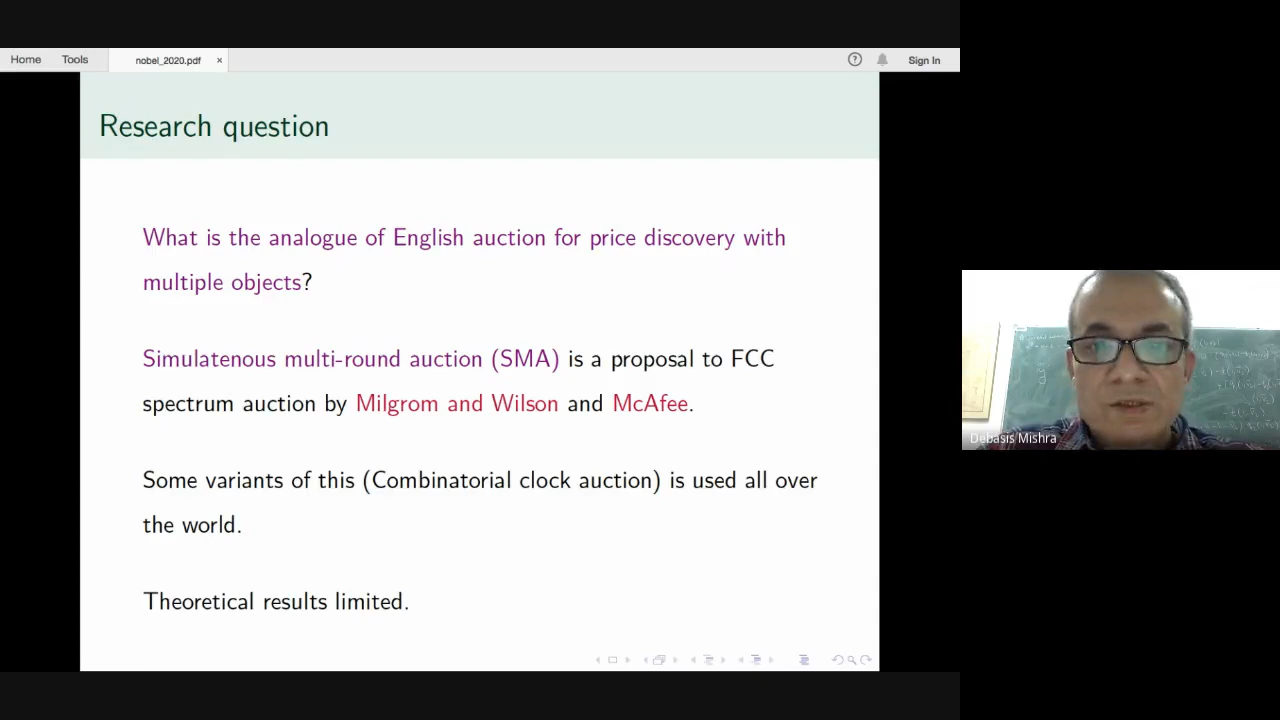 Home Tools nobel_2020.pdf × Sign In
Research question
What is the analogue of English auction for price discovery with
multiple objects?
Simulatenous multi-round auction (SMA) is a proposal to FCC
spectrum auction by Milgrom and Wilson and McAfee.
Some variants of this (Combinatorial clock auction) is used all over
the world.
Theoretical results limited.
Debasis Mishra